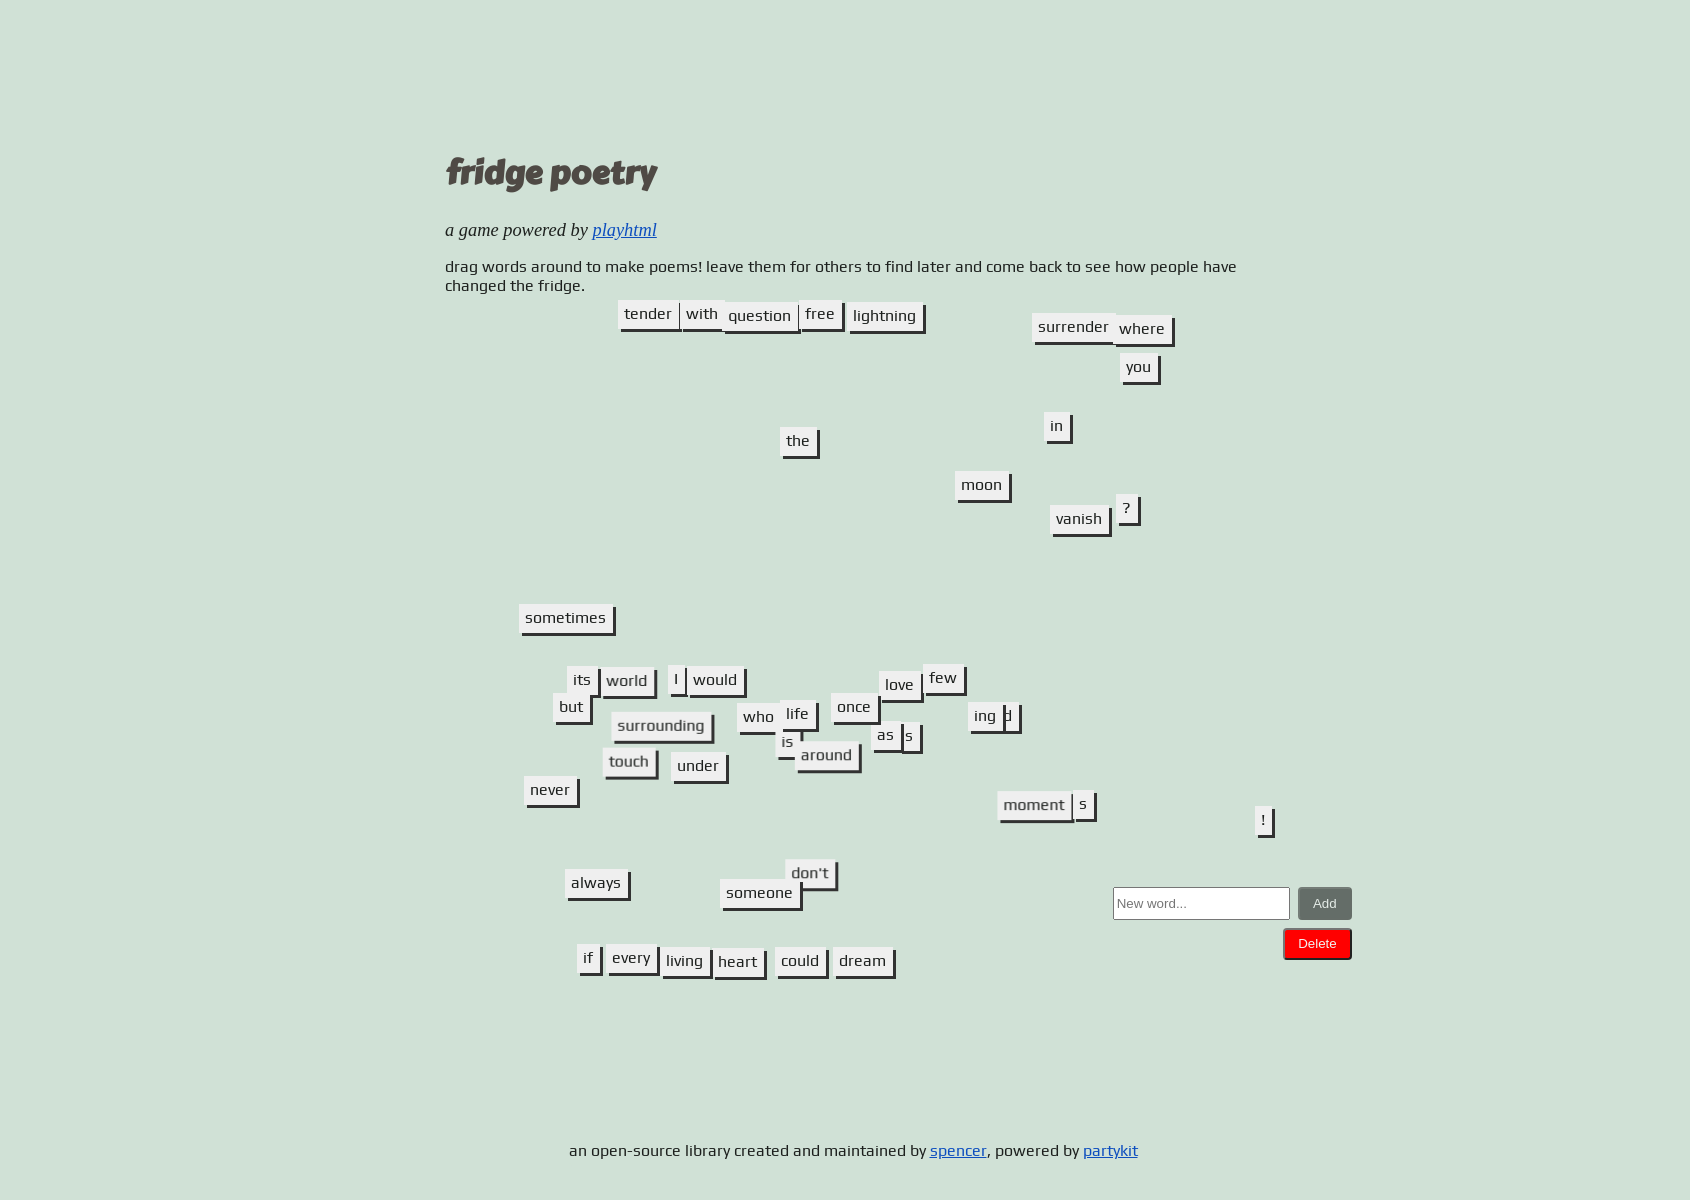 fridge poetry
a game powered by playhtml
drag words around to make poems! leave them for others to find later and come back to see how people have
changed the fridge.
tender with question free lightning
surrender where
you
in
the
moon
vanish ?
sometimes
its world I would love few
but surrounding who life once ing d
is around as s
touch under
never
moment s
!
don't
always someone
New word... Add
Delete
if every living heart could dream
an open-source library created and maintained by spencer, powered by partykit